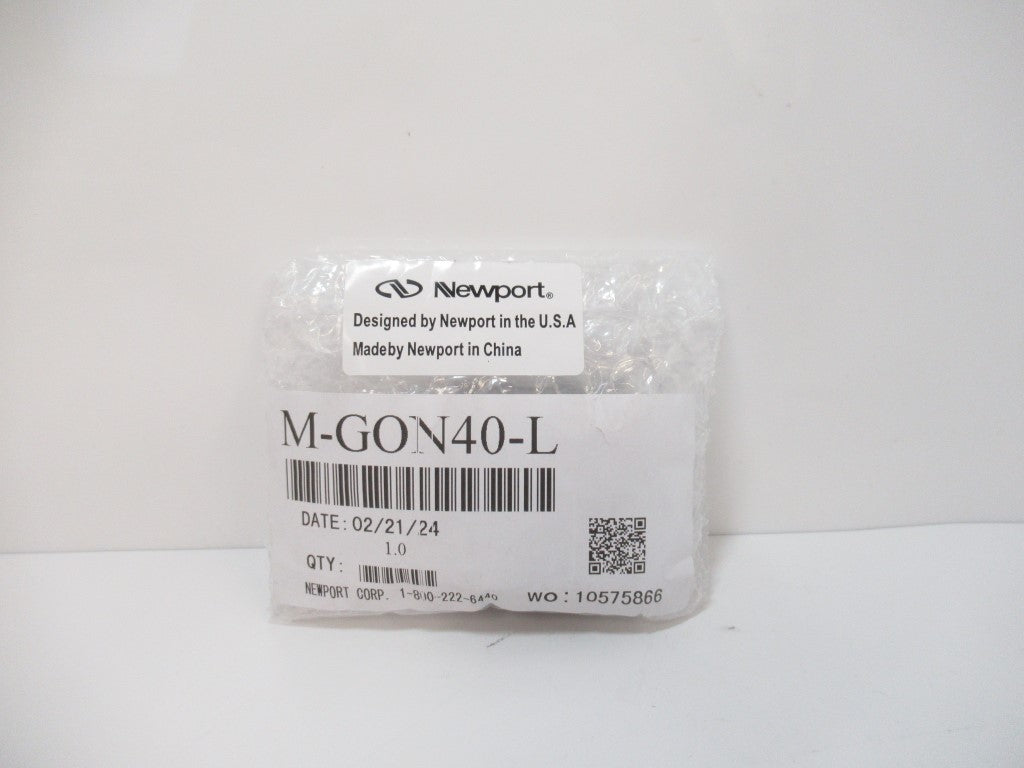 Newport®
Designed by Newport in the U.S.A
Madeby Newport in China
M-GON40-L
DATE: 02/21/24
1.0
QTY:
NEWPORT CORP. 1-800-222-6440
WO: 10575866